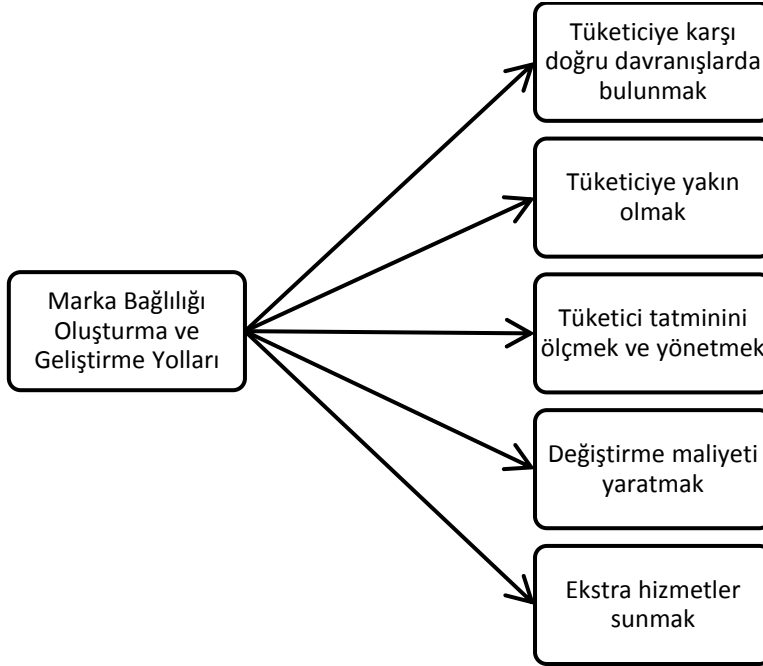 Tüketiciye karşı
doğru davranışlarda
bulunmak
Tüketiciye yakın
olmak
Marka Bağlılığı
Oluşturma ve
Geliştirme Yolları
Tüketici tatminini
ölçmek ve yönetmek
Değiştirme maliyeti
yaratmak
Ekstra hizmetler
sunmak